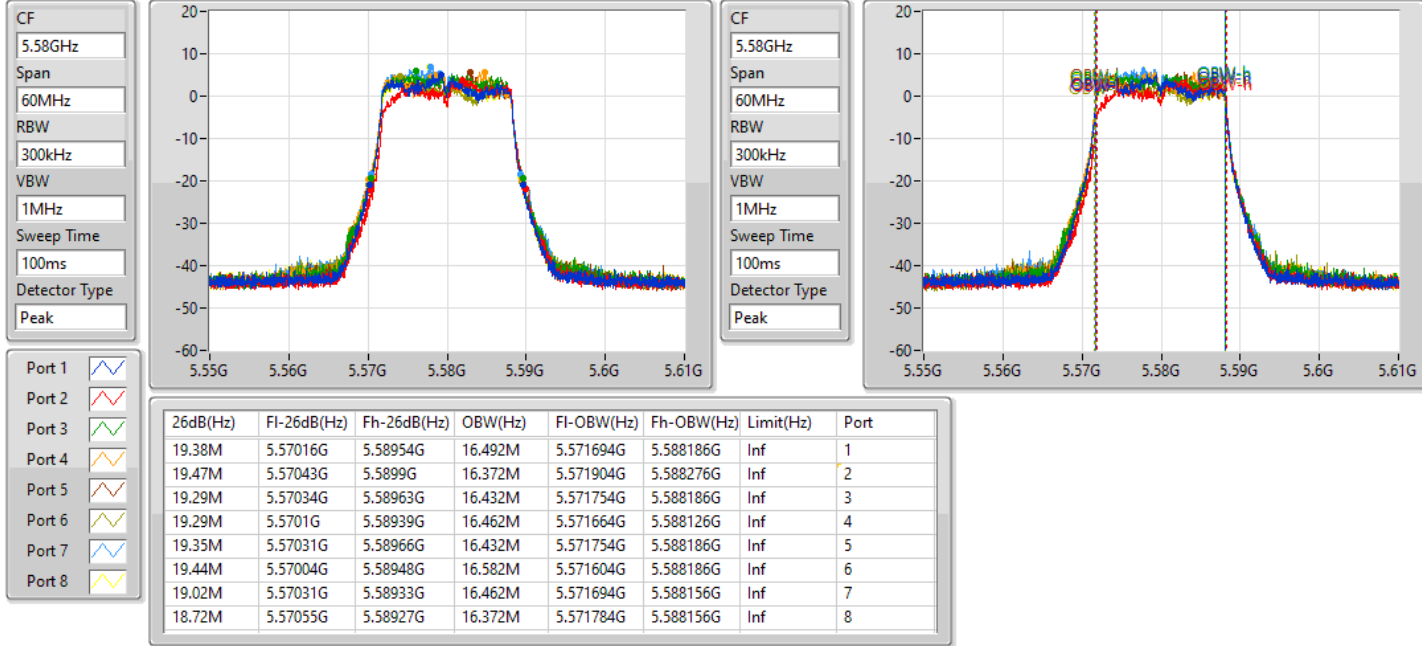 CF
5.58GHz
Span
60MHz
RBW
300kHz
VBW
1MHz
Sweep Time
100ms
Detector Type
Peak
20
10
0
-10
-20
-30
-40
-50
-60
5.55G 5.56G 5.57G 5.58G 5.59G 5.6G 5.61G
CF
5.58GHz
Span
60MHz
RBW
300kHz
VBW
1MHz
Sweep Time
100ms
Detector Type
Peak
20
10
0
-10
-20
-30
-40
-50
-60
OBW-h
5.55G 5.56G 5.57G 5.58G 5.59G 5.6G 5.61G
Port 1
Port 2
Port 3
Port 4
Port 5
Port 6
Port 7
Port 8
26dB(Hz) Fl-26dB(Hz) Fh-26dB(Hz) OBW(Hz) Fl-OBW(Hz) Fh-OBW(Hz) Limit(Hz) Port
19.38M 5.57016G 5.58954G 16.492M 5.571694G 5.588186G Inf 1
19.47M 5.57043G 5.5899G 16.372M 5.571904G 5.588276G Inf 2
19.29M 5.57034G 5.58963G 16.432M 5.571754G 5.588186G Inf 3
19.29M 5.5701G 5.58939G 16.462M 5.571664G 5.588126G Inf 4
19.35M 5.57031G 5.58966G 16.432M 5.571754G 5.588186G Inf 5
19.44M 5.57004G 5.58948G 16.582M 5.571604G 5.588186G Inf 6
19.02M 5.57031G 5.58933G 16.462M 5.571694G 5.588156G Inf 7
18.72M 5.57055G 5.58927G 16.372M 5.571784G 5.588156G Inf 8